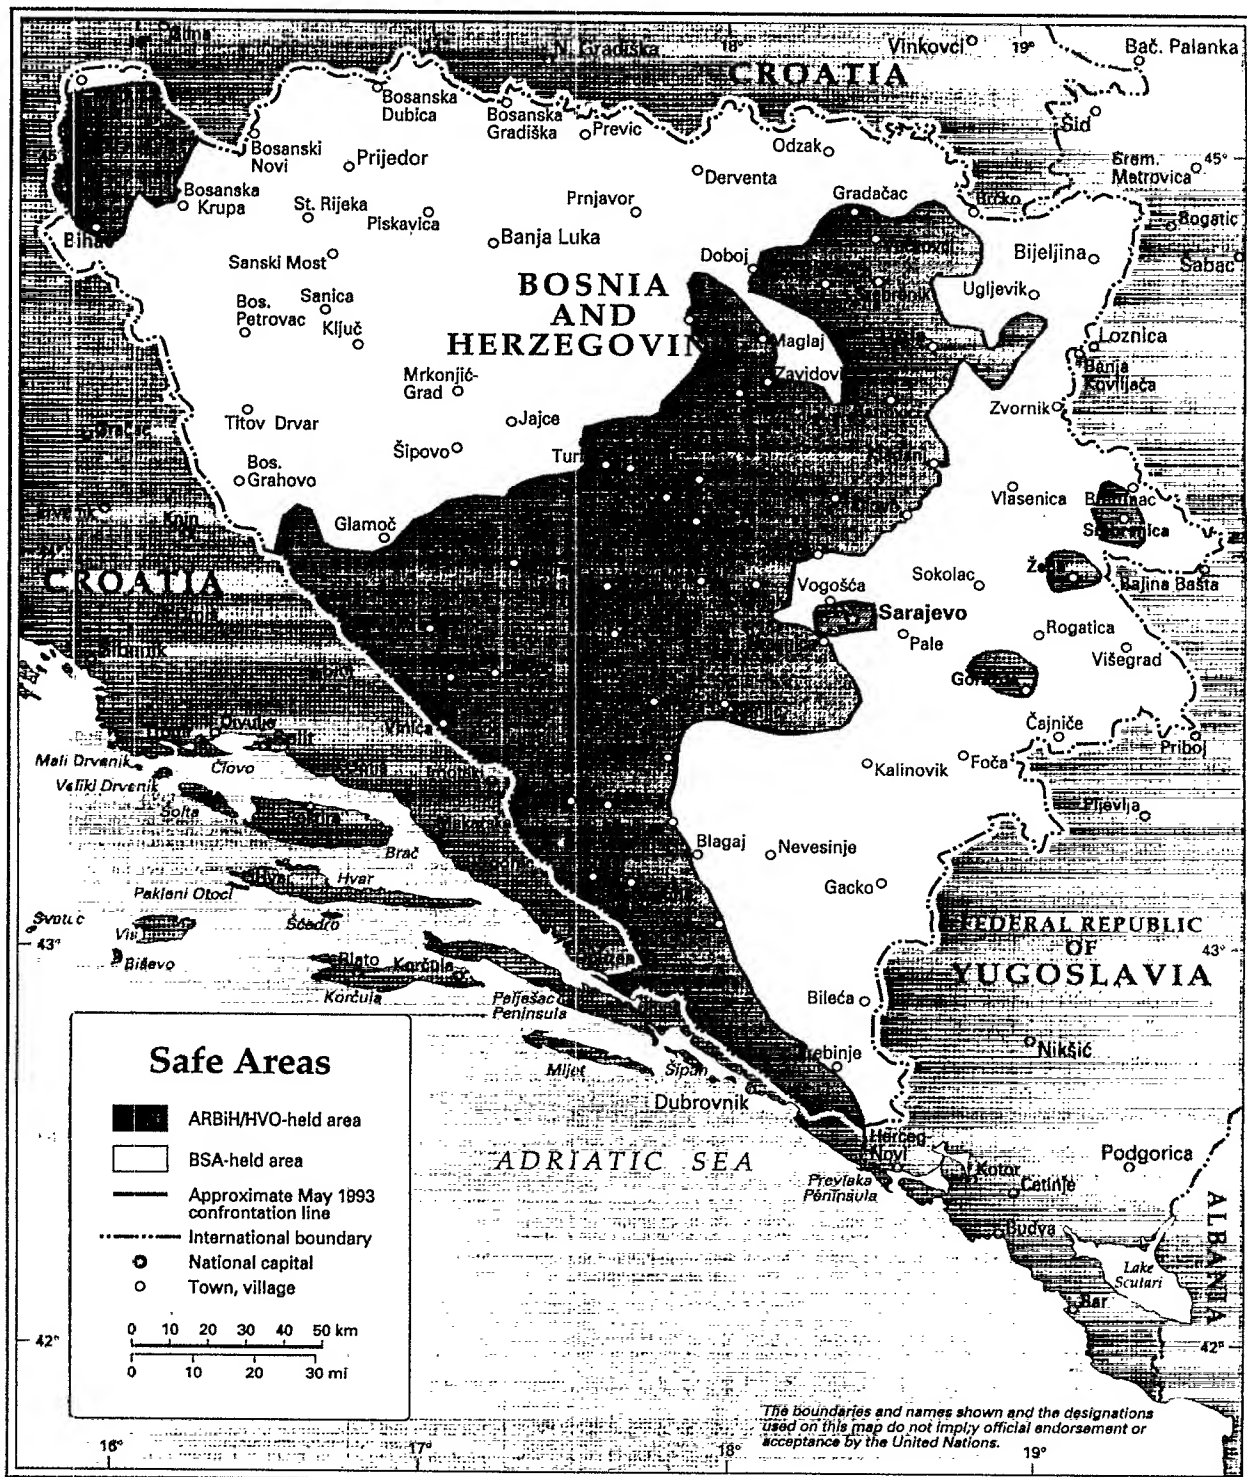 N. Gradiška
18°
Vinkovci
19°
Bač. Palanka
CROATIA
Bosanska
Dubica
Bosanska
Gradiška
Previc
Šid
Odzak
Bosanski
Novi
Prijedor
Srem.
Matrovica
45°
Derventa
Bosanska
Krupa
St. Rijeka
Piskavica
Prnjavor
Gradačac
Brčko
Bogatic
Banja Luka
Doboj
Bijeljina
Šabac
Sanski Most
BOSNIA
AND
HERZEGOVIN
Ugljevik
Bos.
Petrovac
Sanica
Ključ
Maglaj
Loznica
Banja
Koviljača
Mrkonjić-
Grad
Zavidovi
Zvornik
Titov Drvar
Jajce
Šipovo
Bos.
Grahovo
Vlasenica
Glamoč
Knin
CROATIA
Vogošća
Sokolac
Bajina Bašta
Sarajevo
Pale
Rogatica
Višegrad
Čajniče
Priboj
Foča
Kalinovik
Mali Drvenik
Čiovo
Veliki Drvenik
Solta
Pljevlja
Brač
Blagaj
Nevesinje
Gacko
Hvar
Hvar
Pakleni Otoci
Sčedro
Biševo
43°
FEDERAL REPUBLIC
OF
YUGOSLAVIA
43°
Blato
Korčula
Korčula
Pelješac
Peninsula
Bileća
Nikšić
Mljet
Šipan
Dubrovnik
ADRIATIC SEA
Herceg-
Novi
Prevlaka
Peninsula
Kotor
Cetinje
Podgorica
Budva
Lake
Scutari
ALBANIA
Bar
42°
42°
Safe Areas
ARBiH/HVO-held area
BSA-held area
Approximate May 1993
confrontation line
International boundary
National capital
Town, village
0 10 20 30 40 50 km
0 10 20 30 mi
The boundaries and names shown and the designations
used on this map do not imply official endorsement or
acceptance by the United Nations.
16°
17°
18°
19°